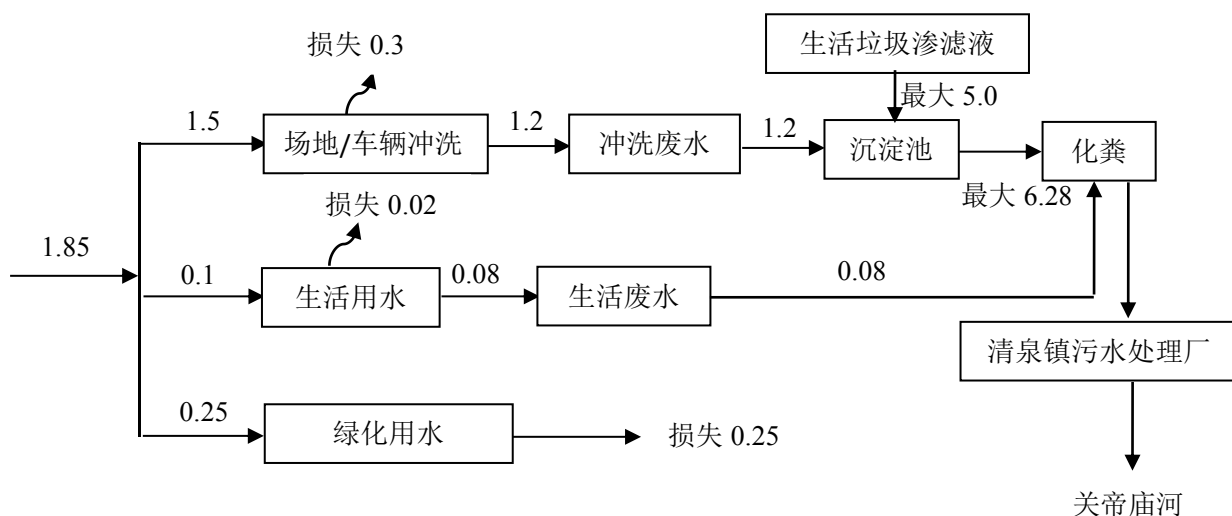 损失 0.3
生活垃圾渗滤液
最大 5.0
1.5
场地/车辆冲洗
1.2
冲洗废水
1.2
沉淀池
化粪
最大 6.28
损失 0.02
1.85
0.1
生活用水
0.08
生活废水
0.08
清泉镇污水处理厂
0.25
绿化用水
损失 0.25
关帝庙河